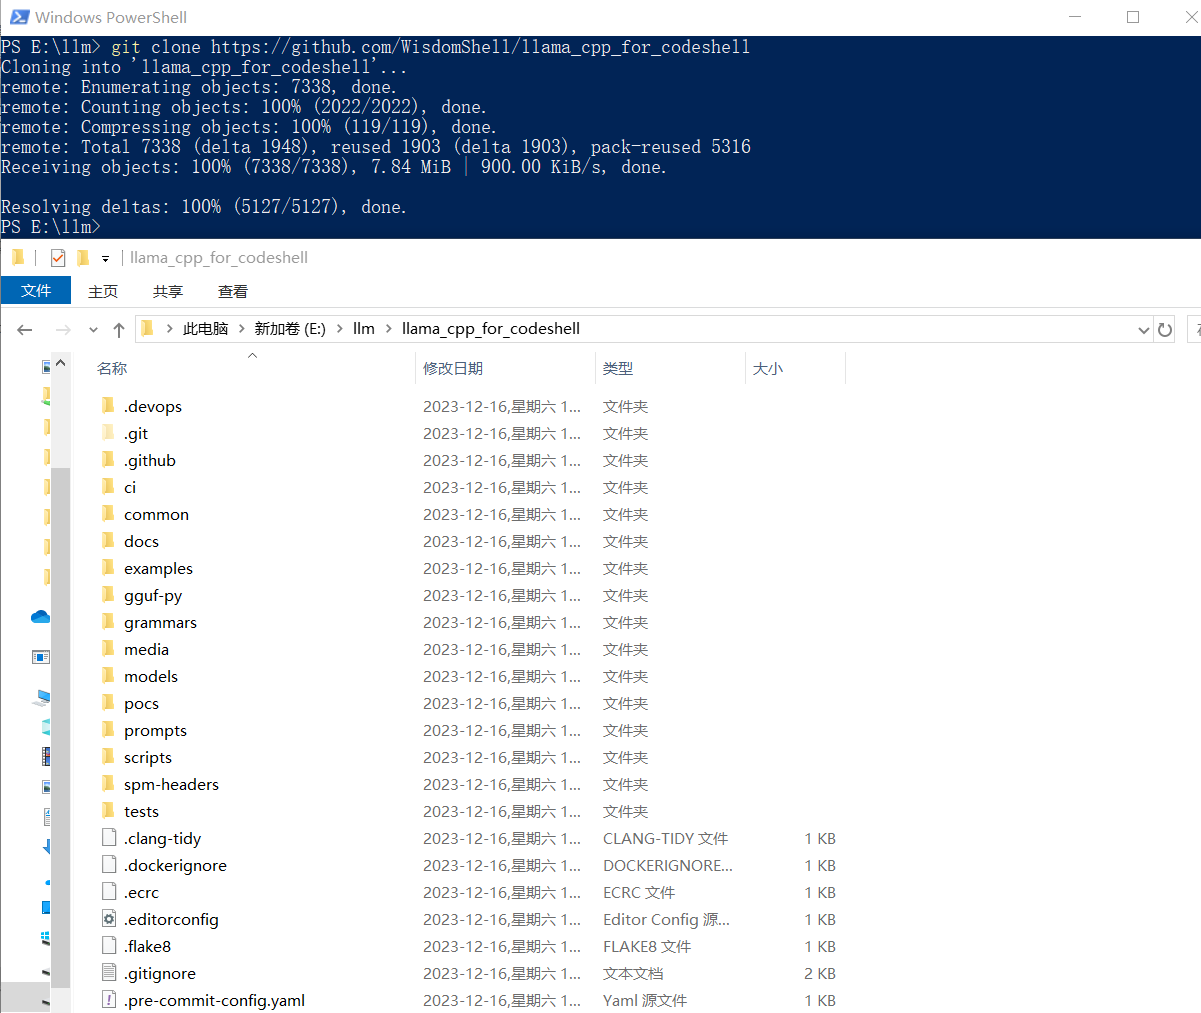 Windows PowerShell
PS E:\llm> git clone https://github.com/WisdomShell/llama_cpp_for_codeshell
Cloning into 'llama_cpp_for_codeshell'...
remote: Enumerating objects: 7338, done.
remote: Counting objects: 100% (2022/2022), done.
remote: Compressing objects: 100% (119/119), done.
remote: Total 7338 (delta 1948), reused 1903 (delta 1903), pack-reused 5316
Receiving objects: 100% (7338/7338), 7.84 MiB | 900.00 KiB/s, done.
Resolving deltas: 100% (5127/5127), done.
PS E:\llm>
llama_cpp_for_codeshell
文件 主页 共享 查看
此电脑 新加卷 (E:) llm llama_cpp_for_codeshell
名称 修改日期 类型 大小
.devops 2023-12-16,星期六 1... 文件夹
.git 2023-12-16,星期六 1... 文件夹
.github 2023-12-16,星期六 1... 文件夹
ci 2023-12-16,星期六 1... 文件夹
common 2023-12-16,星期六 1... 文件夹
docs 2023-12-16,星期六 1... 文件夹
examples 2023-12-16,星期六 1... 文件夹
gguf-py 2023-12-16,星期六 1... 文件夹
grammars 2023-12-16,星期六 1... 文件夹
media 2023-12-16,星期六 1... 文件夹
models 2023-12-16,星期六 1... 文件夹
pocs 2023-12-16,星期六 1... 文件夹
prompts 2023-12-16,星期六 1... 文件夹
scripts 2023-12-16,星期六 1... 文件夹
spm-headers 2023-12-16,星期六 1... 文件夹
tests 2023-12-16,星期六 1... 文件夹
.clang-tidy 2023-12-16,星期六 1... CLANG-TIDY 文件 1 KB
.dockerignore 2023-12-16,星期六 1... DOCKERIGNORE... 1 KB
.ecrc 2023-12-16,星期六 1... ECRC 文件 1 KB
.editorconfig 2023-12-16,星期六 1... Editor Config 源... 1 KB
.flake8 2023-12-16,星期六 1... FLAKE8 文件 1 KB
.gitignore 2023-12-16,星期六 1... 文本文档 2 KB
.pre-commit-config.yaml 2023-12-16,星期六 1... Yaml 源文件 1 KB